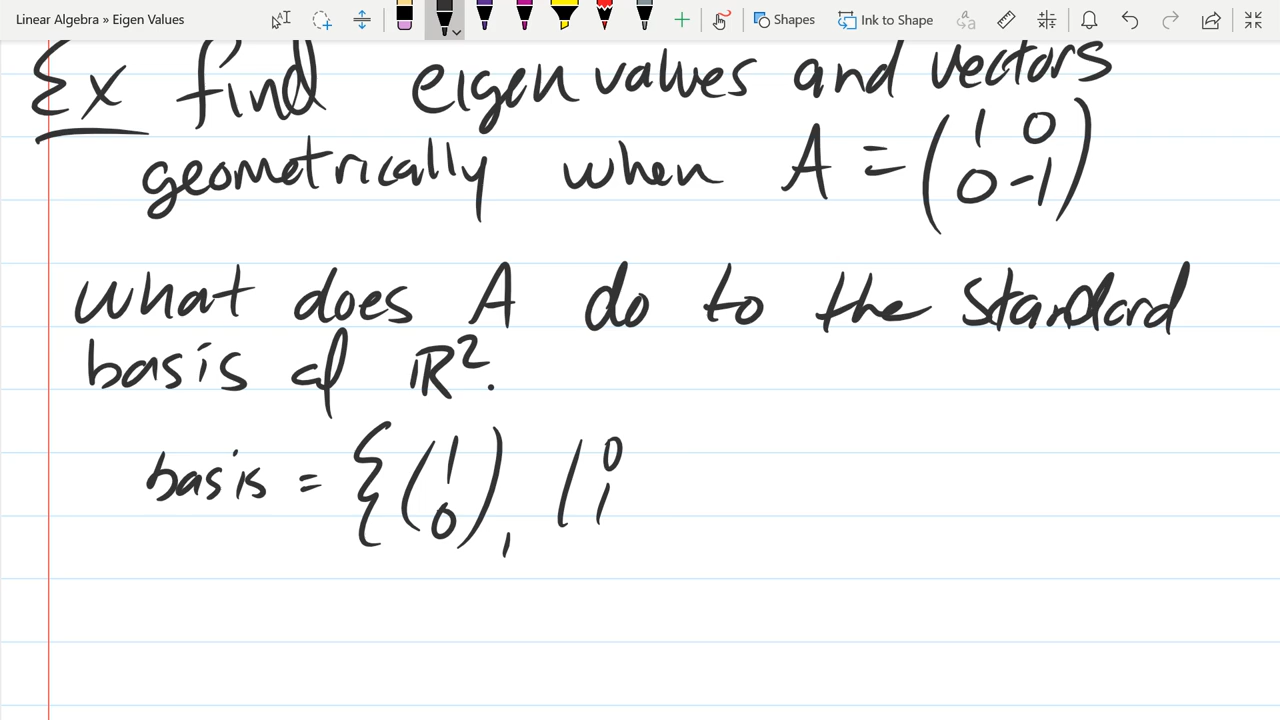 Linear Algebra » Eigen Values
Shapes
Ink to Shape
Ex find eigen values and vectors
geometrically when A = (1 0
0 -1)
What does A do to the standard
basis of ℝ².
basis = {(1
0), (0
1